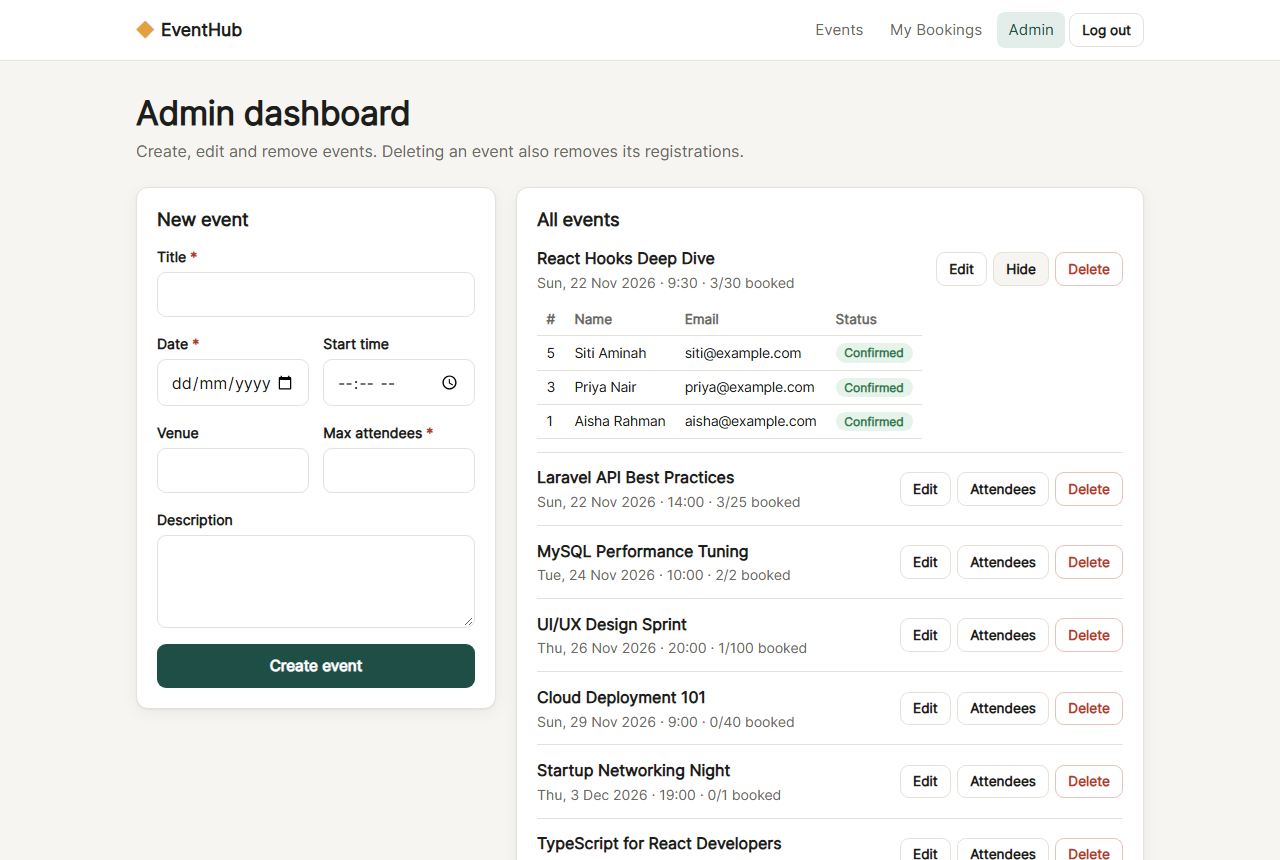 EventHub
Events My Bookings Admin Log out
Admin dashboard
Create, edit and remove events. Deleting an event also removes its registrations.
New event
Title *
Date * Start time
dd/mm/yyyy --:-- --
Venue Max attendees *
Description
Create event
All events
React Hooks Deep Dive
Sun, 22 Nov 2026 · 9:30 · 3/30 booked
Edit Hide Delete
# Name Email Status
5 Siti Aminah siti@example.com Confirmed
3 Priya Nair priya@example.com Confirmed
1 Aisha Rahman aisha@example.com Confirmed
Laravel API Best Practices
Sun, 22 Nov 2026 · 14:00 · 3/25 booked
Edit Attendees Delete
MySQL Performance Tuning
Tue, 24 Nov 2026 · 10:00 · 2/2 booked
Edit Attendees Delete
UI/UX Design Sprint
Thu, 26 Nov 2026 · 20:00 · 1/100 booked
Edit Attendees Delete
Cloud Deployment 101
Sun, 29 Nov 2026 · 9:00 · 0/40 booked
Edit Attendees Delete
Startup Networking Night
Thu, 3 Dec 2026 · 19:00 · 0/1 booked
Edit Attendees Delete
TypeScript for React Developers
Edit Attendees Delete